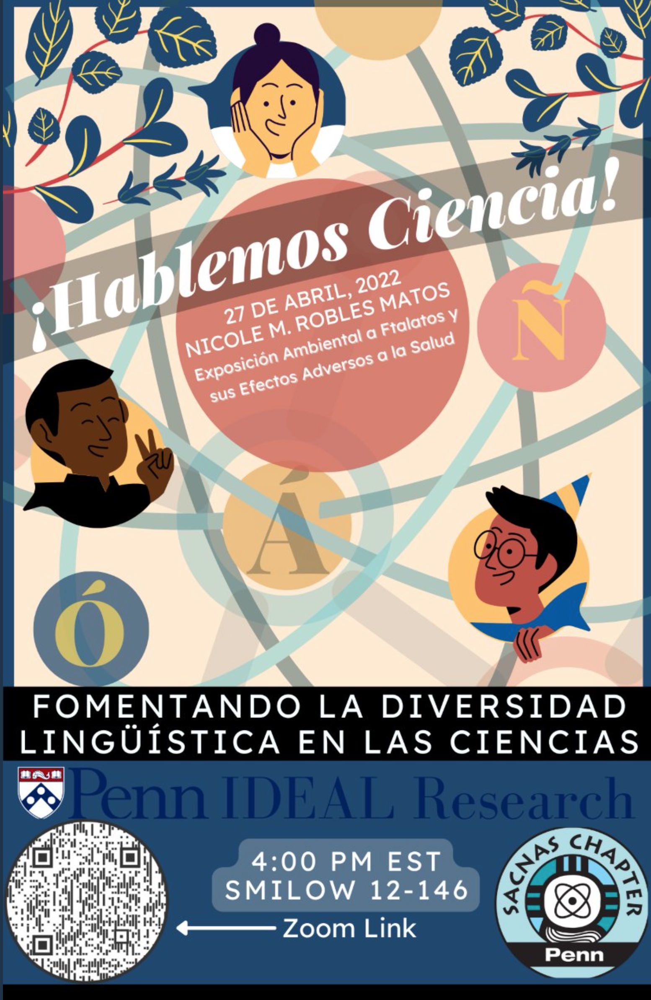 ¡Hablemos Ciencia!
27 DE ABRIL, 2022
NICOLE M. ROBLES MATOS
Exposición Ambiental a Ftalatos y
sus Efectos Adversos a la Salud
Ñ
Á
Ó
FOMENTANDO LA DIVERSIDAD
LINGÜÍSTICA EN LAS CIENCIAS
Penn IDEAL Research
4:00 PM EST
SMILOW 12-146
Zoom Link
SACNAS CHAPTER
Penn